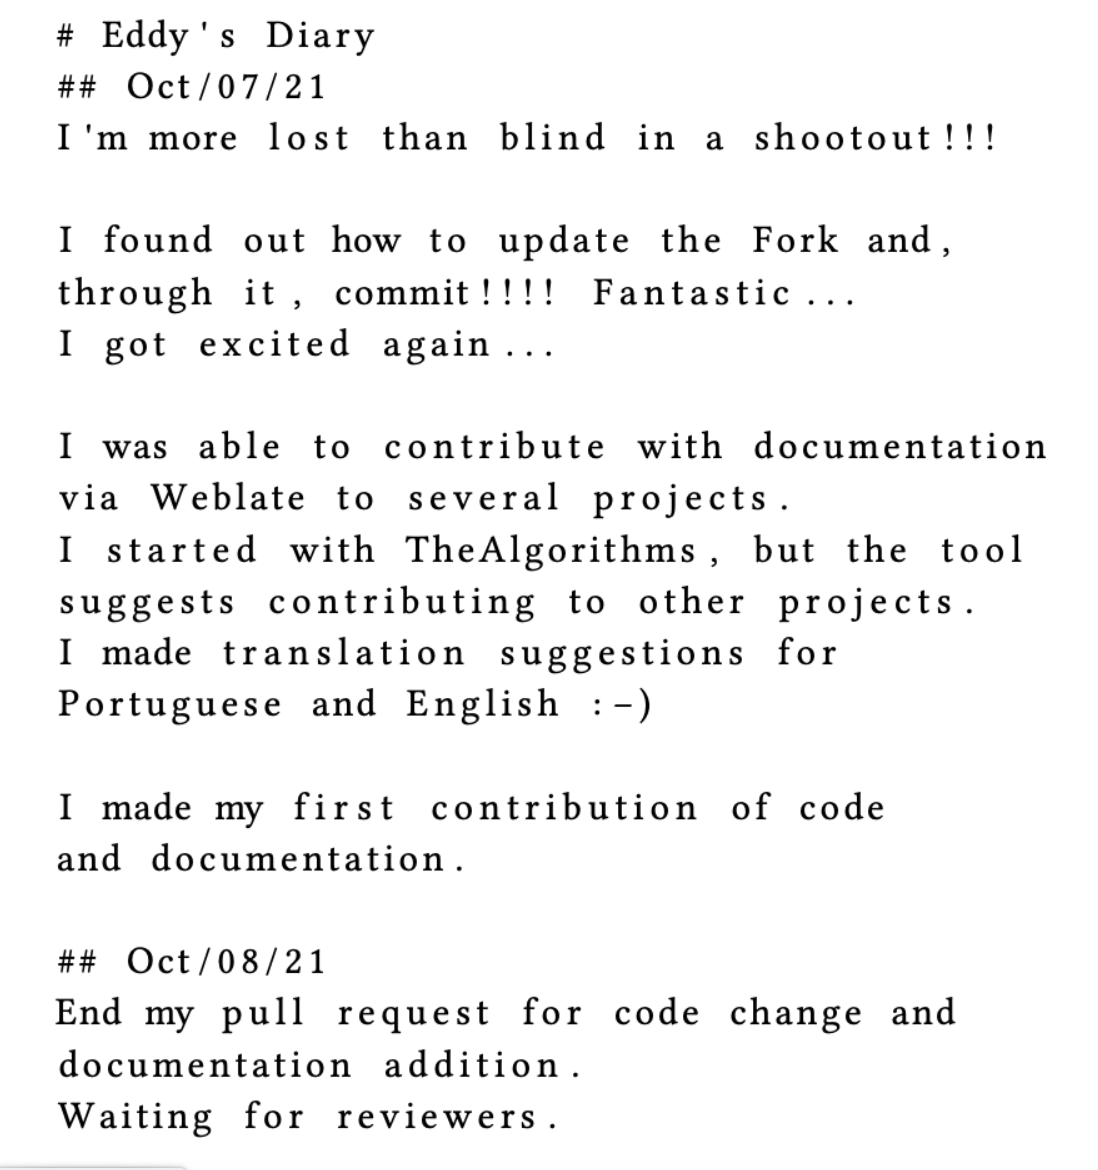 # Eddy's Diary
## Oct/07/21
I'm more lost than blind in a shootout!!!
I found out how to update the Fork and,
through it, commit!!!! Fantastic...
I got excited again...
I was able to contribute with documentation
via Weblate to several projects.
I started with TheAlgorithms, but the tool
suggests contributing to other projects.
I made translation suggestions for
Portuguese and English :-)
I made my first contribution of code
and documentation.
## Oct/08/21
End my pull request for code change and
documentation addition.
Waiting for reviewers.